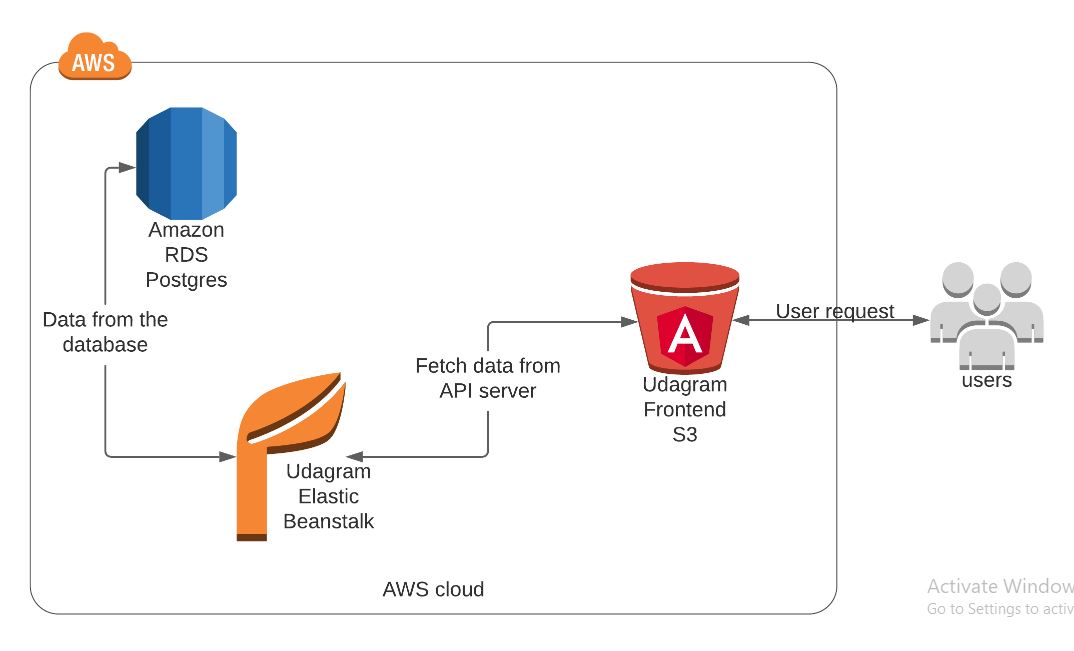 AWS
Amazon
RDS
Postgres
Data from the
database
Fetch data from
API server
Udagram
Elastic
Beanstalk
A
Udagram
Frontend
S3
User request
users
AWS cloud
Activate Window
Go to Settings to activ